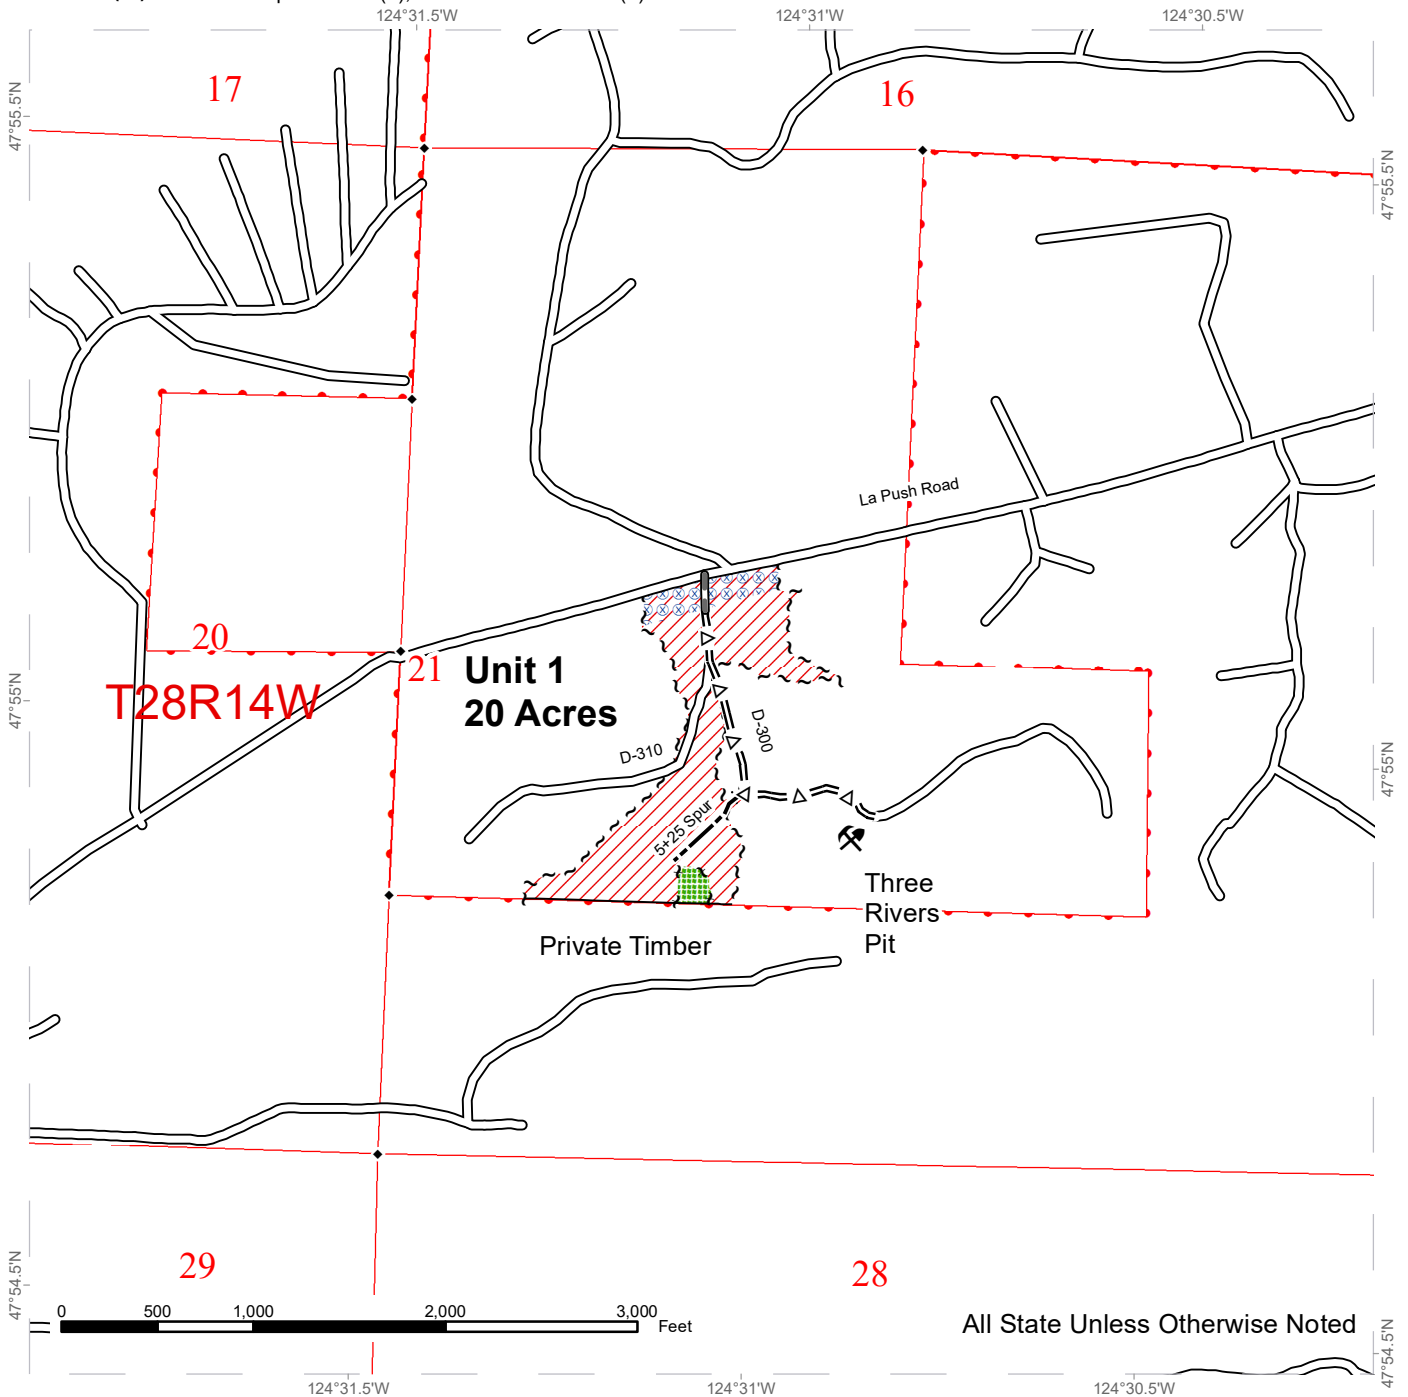 124°31.5'W
124°31'W
124°30.5'W
47°55.5'N
47°55.5'N
17
16
La Push Road
20
21
T28R14W
Unit 1
20 Acres
D-310
D-300
5+25 Spur
47°55'N
47°55'N
Three
Rivers
Pit
Private Timber
29
28
47°54.5'N
47°54.5'N
0 500 1,000 2,000 3,000
Feet
All State Unless Otherwise Noted
124°31.5'W
124°31'W
124°30.5'W